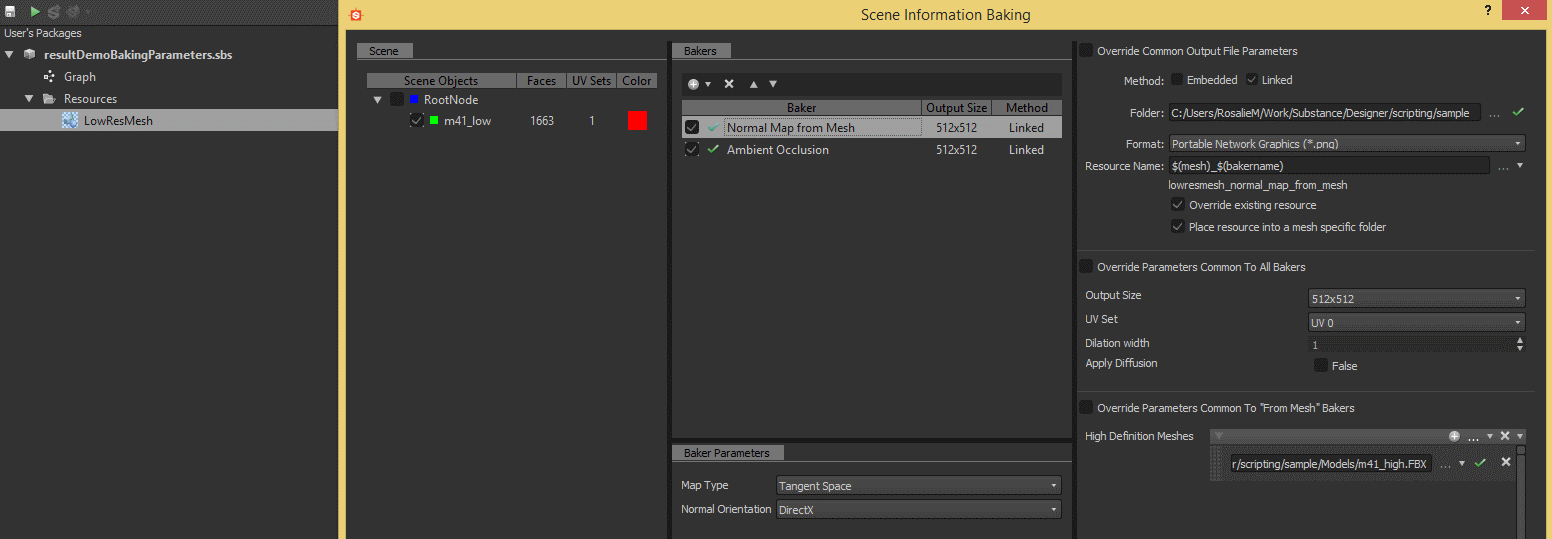 Scene Information Baking
?
User's Packages
resultDemoBakingParameters.sbs
Graph
Resources
LowResMesh
Scene
Scene Objects Faces UV Sets Color
RootNode
m41_low 1663 1
Bakers
Baker Output Size Method
Normal Map from Mesh 512x512 Linked
Ambient Occlusion 512x512 Linked
Baker Parameters
Map Type Tangent Space
Normal Orientation DirectX
Override Common Output File Parameters
Method: Embedded Linked
Folder: C:/Users/RosalieM/Work/Substance/Designer/scripting/sample ...
Format: Portable Network Graphics (*.png)
Resource Name: $(mesh)_$(bakername) ...
lowresmesh_normal_map_from_mesh
Override existing resource
Place resource into a mesh specific folder
Override Parameters Common To All Bakers
Output Size 512x512
UV Set UV 0
Dilation width 1
Apply Diffusion False
Override Parameters Common To "From Mesh" Bakers
High Definition Meshes ...
r/scripting/sample/Models/m41_high.FBX ...